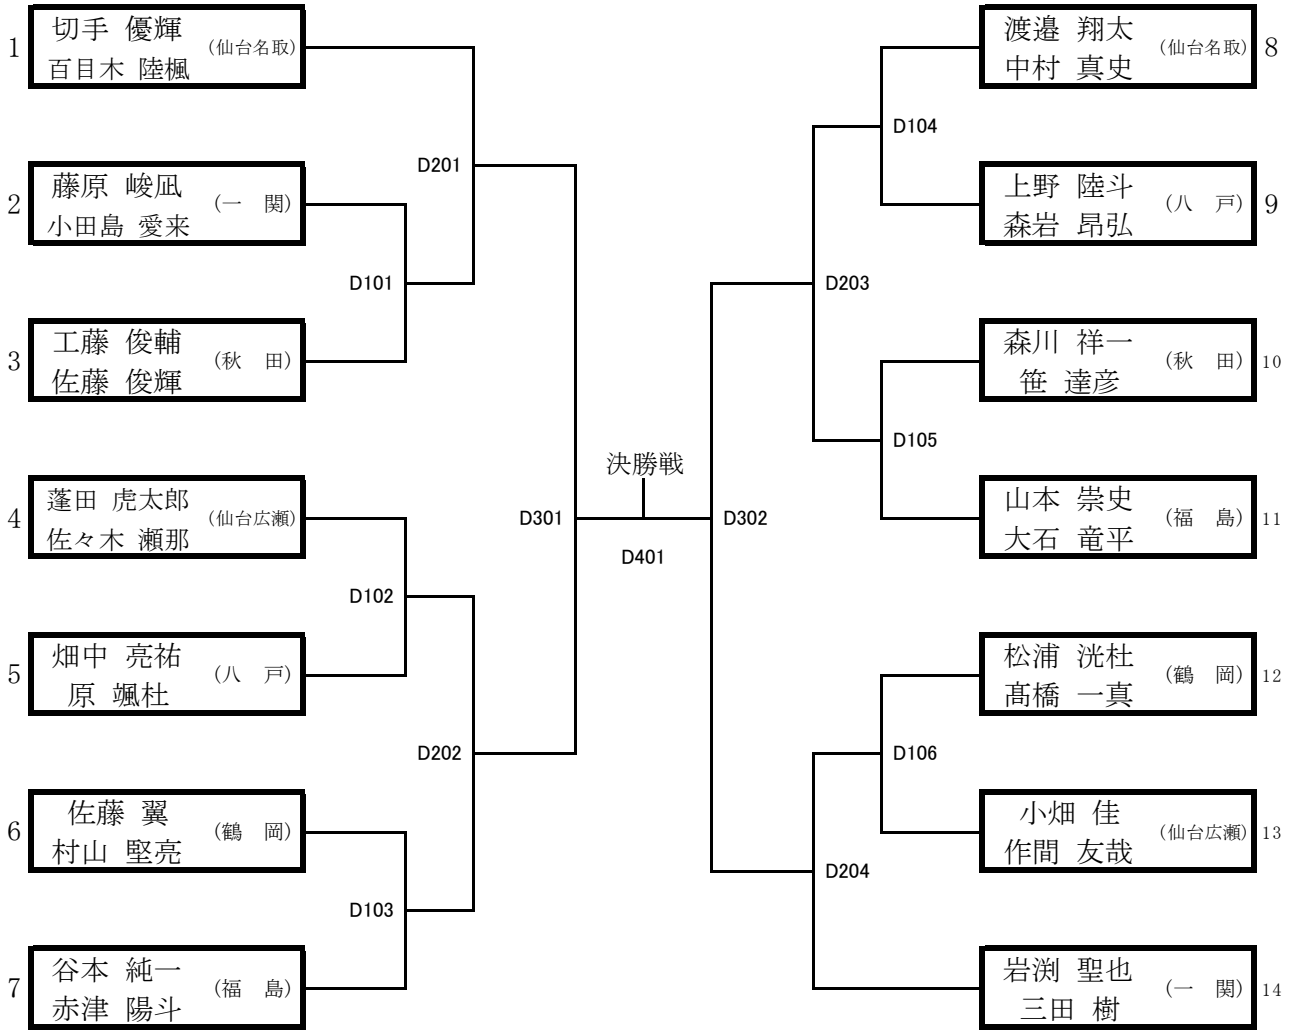 1
切手 優輝
百目木 陸楓
(仙台名取)
D201
2
藤原 峻凪
小田島 愛来
(一 関)
D101
3
工藤 俊輔
佐藤 俊輝
(秋 田)
4
蓬田 虎太郎
佐々木 瀬那
(仙台広瀬)
D301
D102
5
畑中 亮祐
原 颯杜
(八 戸)
D202
6
佐藤 翼
村山 堅亮
(鶴 岡)
D103
7
谷本 純一
赤津 陽斗
(福 島)
決勝戦
D401
渡邉 翔太
中村 真史
(仙台名取)
8
D104
上野 陸斗
森岩 昂弘
(八 戸)
9
D203
森川 祥一
笹 達彦
(秋 田)
10
D105
山本 崇史
大石 竜平
(福 島)
11
D302
松浦 洸杜
髙橋 一真
(鶴 岡)
12
D106
小畑 佳
作間 友哉
(仙台広瀬)
13
D204
岩渕 聖也
三田 樹
(一 関)
14